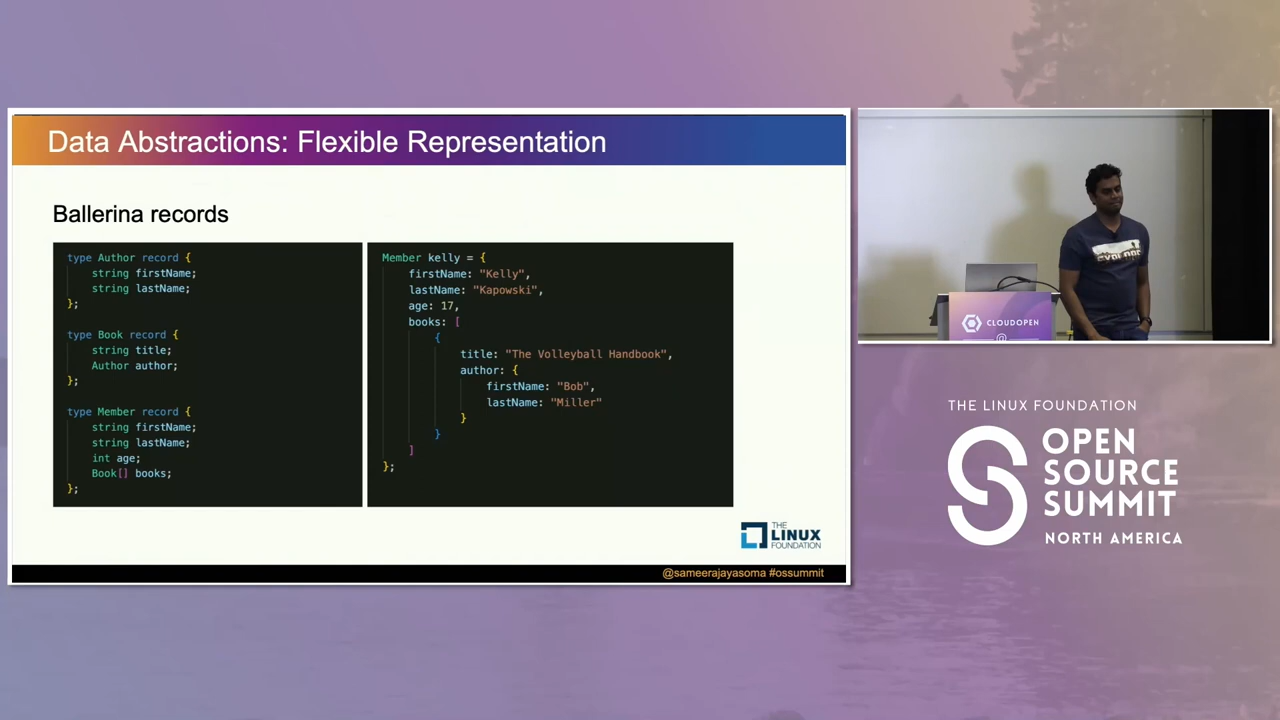 Data Abstractions: Flexible Representation
Ballerina records
type Author record {
string firstName;
string lastName;
};
type Book record {
string title;
Author author;
};
type Member record {
string firstName;
string lastName;
int age;
Book[] books;
};
Member kelly = {
firstName: "Kelly",
lastName: "Kapowski",
age: 17,
books: [
{
title: "The Volleyball Handbook",
author: {
firstName: "Bob",
lastName: "Miller"
}
}
]
};
THE
LINUX
FOUNDATION
@sameerajayasoma #ossummit
EXPLORE
CLOUDOPEN
@
THE LINUX FOUNDATION
OPEN
SOURCE
SUMMIT
NORTH AMERICA